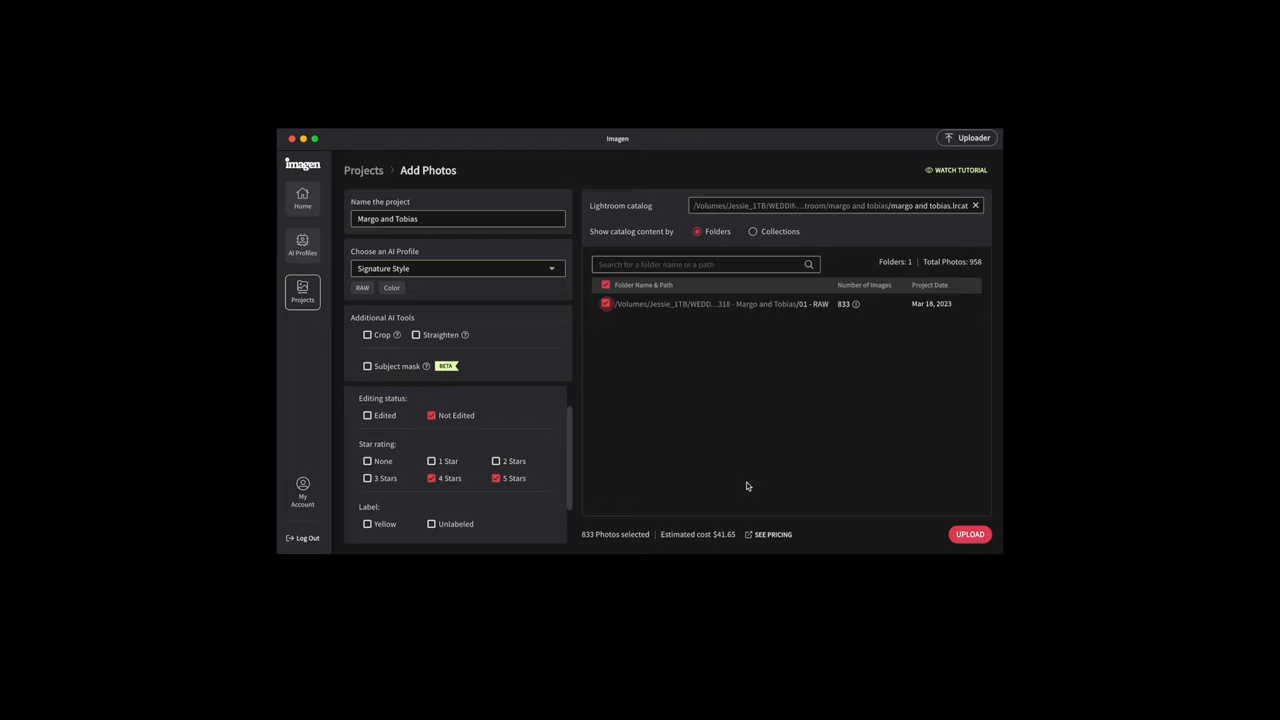 Imagen
Uploader
imagen
Projects › Add Photos
WATCH TUTORIAL
Home
AI Profiles
Projects
My
Account
Log Out
Name the project
Margo and Tobias
Choose an AI Profile
Signature Style
RAW Color
Additional AI Tools
Crop ? Straighten ?
Subject mask ? BETA
Editing status:
Edited Not Edited
Star rating:
None 1 Star 2 Stars
3 Stars 4 Stars 5 Stars
Label:
Yellow Unlabeled
Lightroom catalog /Volumes/Jessie_1TB/WEDDIN...troom/margo and tobias/margo and tobias.lrcat
Show catalog content by Folders Collections
Search for a folder name or a path
Folders: 1 | Total Photos: 958
Folder Name & Path Number of Images Project Date
/Volumes/Jessie_1TB/WEDD...318 - Margo and Tobias/01 - RAW 833 Mar 18, 2023
833 Photos selected | Estimated cost $41.65 SEE PRICING
UPLOAD